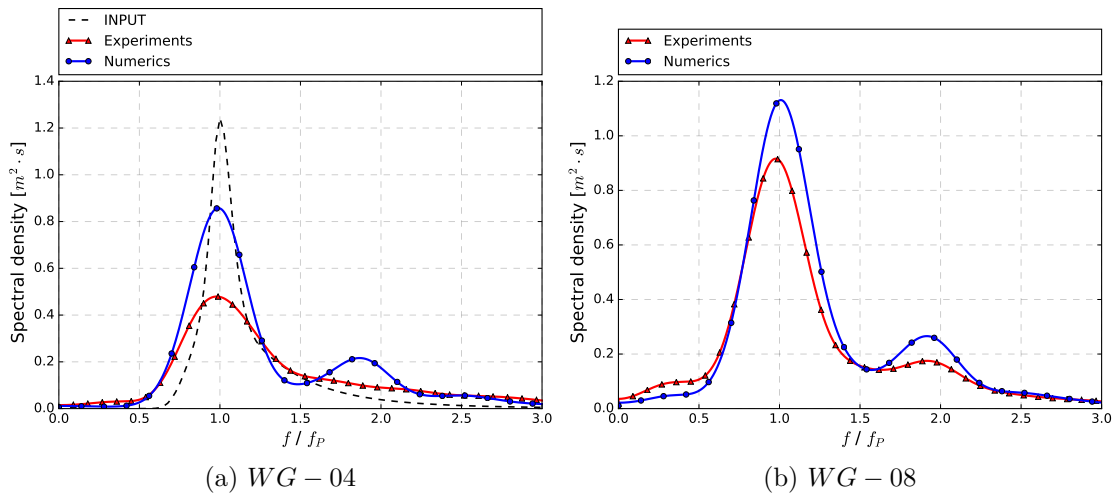 INPUT
Experiments
Numerics
1.4
1.2
1.0
0.8
0.6
0.4
0.2
0.0
Spectral density [m² · s]
0.0 0.5 1.0 1.5 2.0 2.5 3.0
f / f_P
(a) WG − 04
Experiments
Numerics
1.2
1.0
0.8
0.6
0.4
0.2
0.0
Spectral density [m² · s]
0.0 0.5 1.0 1.5 2.0 2.5 3.0
f / f_P
(b) WG − 08